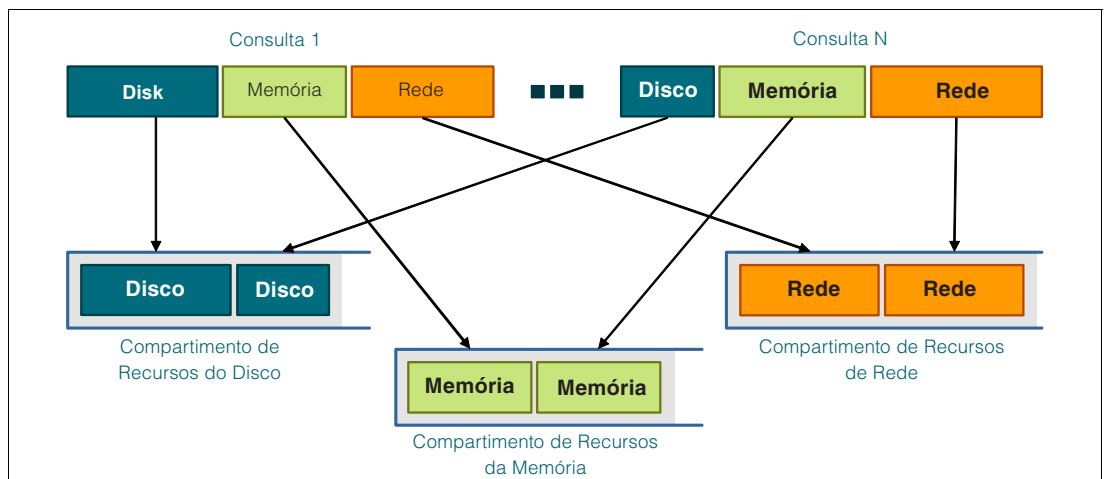 Consulta 1
Consulta N
Disk
Memória
Rede
Disco
Memória
Rede
Disco
Disco
Rede
Rede
Compartimento de
Recursos do Disco
Compartimento de Recursos
de Rede
Memória
Memória
Compartimento de Recursos
da Memória